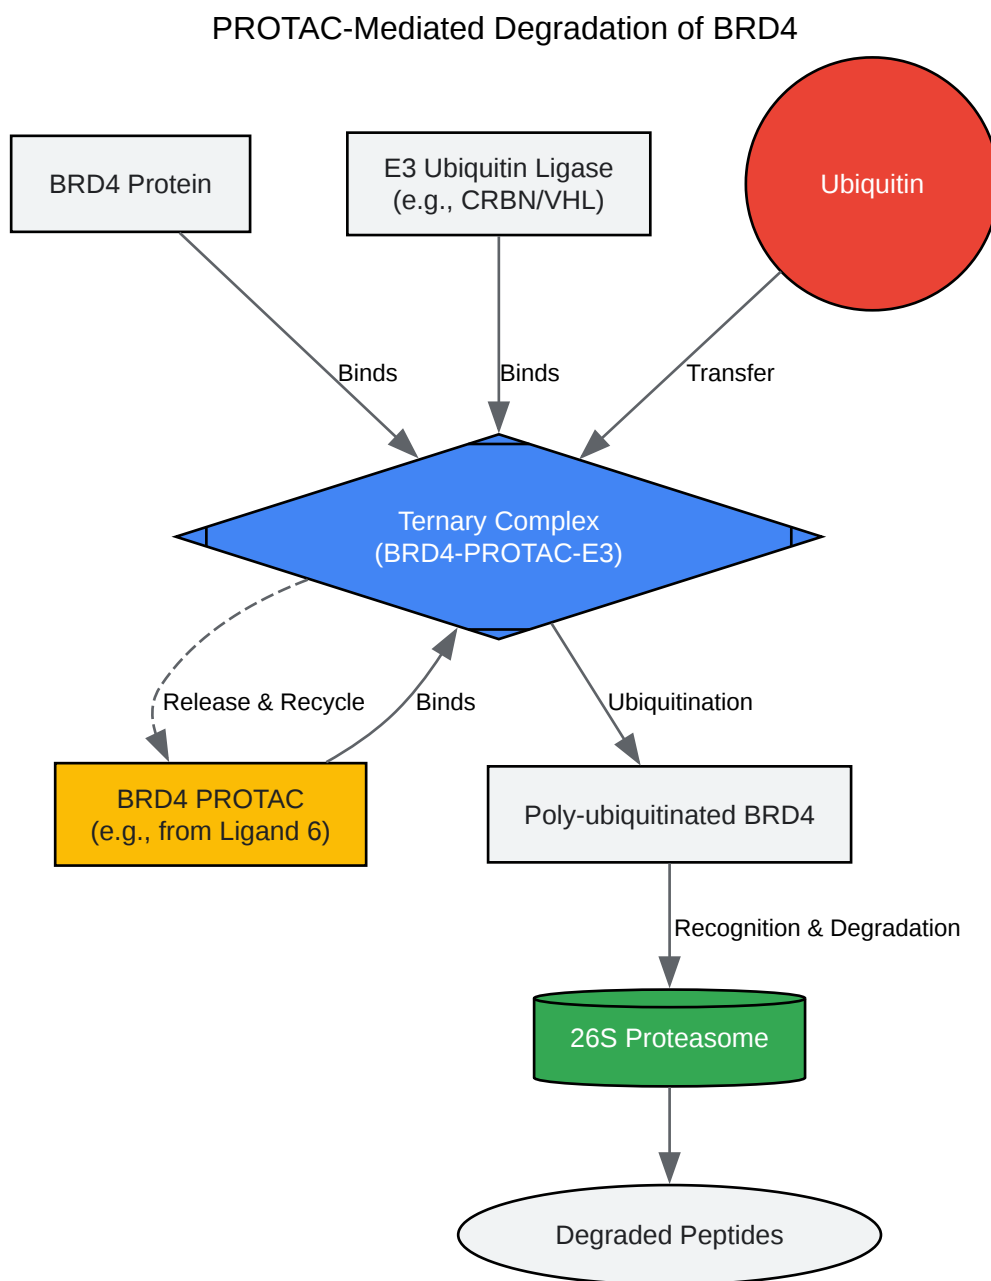 PROTAC-Mediated Degradation of BRD4
BRD4 Protein
E3 Ubiquitin Ligase
(e.g., CRBN/VHL)
Ubiquitin
Binds
Binds
Transfer
Ternary Complex
(BRD4-PROTAC-E3)
Release & Recycle
Binds
Ubiquitination
BRD4 PROTAC
(e.g., from Ligand 6)
Poly-ubiquitinated BRD4
Recognition & Degradation
26S Proteasome
Degraded Peptides